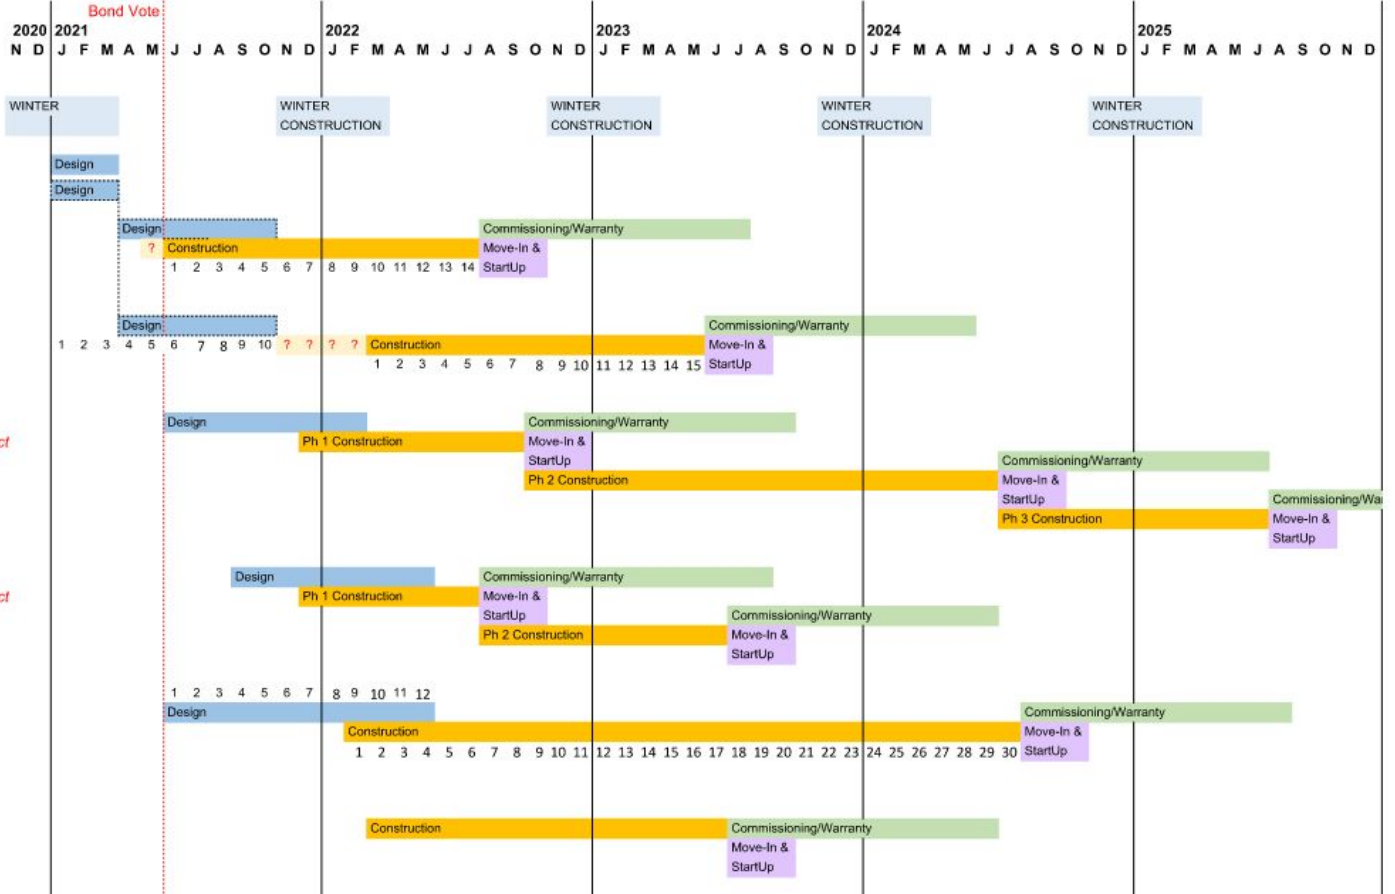 Bond Vote
2020 2021 2022 2023 2024 2025
N D J F M A M J J A S O N D J F M A M J J A S O N D J F M A M J J A S O N D J F M A M J J A S O N D J F M A M J J A S O N D
WINTER WINTER WINTER WINTER WINTER
CONSTRUCTION CONSTRUCTION CONSTRUCTION CONSTRUCTION
Design
Design
Design Commissioning/Warranty
? Construction Move-In &
1 2 3 4 5 6 7 8 9 10 11 12 13 14 StartUp
Design Commissioning/Warranty
1 2 3 4 5 6 7 8 9 10 ? ? ? ? Construction Move-In &
1 2 3 4 5 6 7 8 9 10 11 12 13 14 15 StartUp
Design Commissioning/Warranty
ct Ph 1 Construction Move-In &
StartUp Commissioning/Warranty
Ph 2 Construction Move-In &
StartUp Commissioning/Wa
Ph 3 Construction Move-In &
StartUp
Design Commissioning/Warranty
ct Ph 1 Construction Move-In &
StartUp Commissioning/Warranty
Ph 2 Construction Move-In &
StartUp
1 2 3 4 5 6 7 8 9 10 11 12
Design Commissioning/Warranty
Construction Move-In &
1 2 3 4 5 6 7 8 9 10 11 12 13 14 15 16 17 18 19 20 21 22 23 24 25 26 27 28 29 30 StartUp
Construction Commissioning/Warranty
Move-In &
StartUp